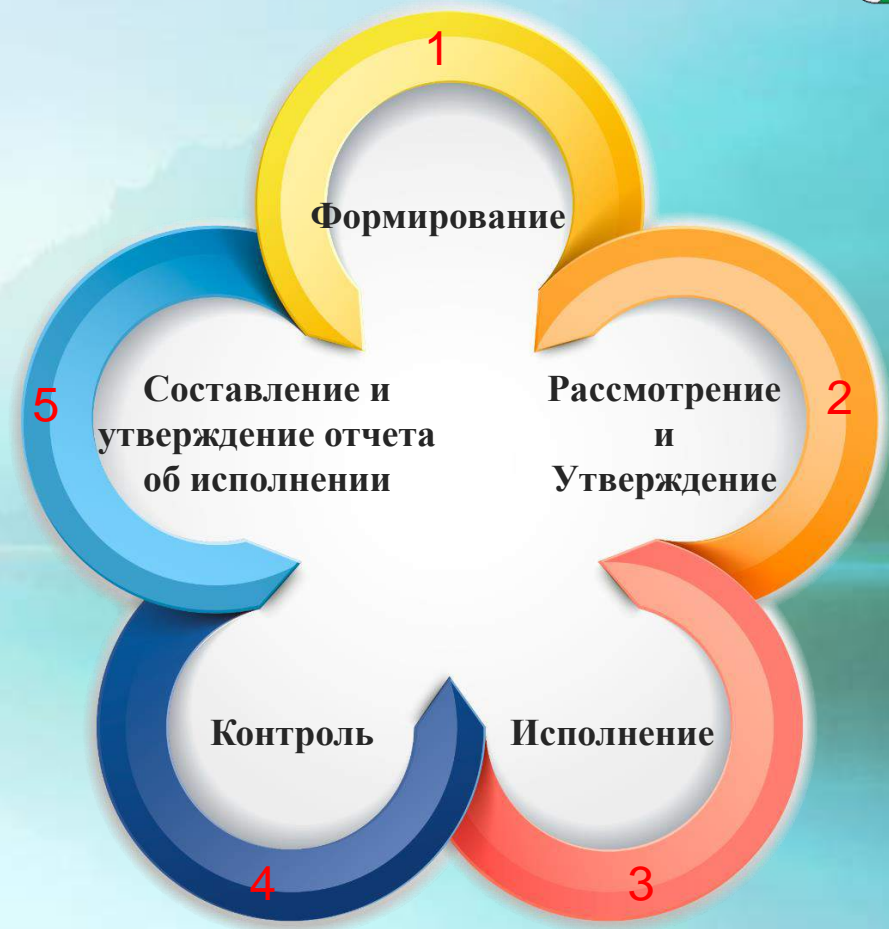 1
Формирование
2
Рассмотрение
и
Утверждение
3
Исполнение
4
Контроль
5
Составление и
утверждение отчета
об исполнении